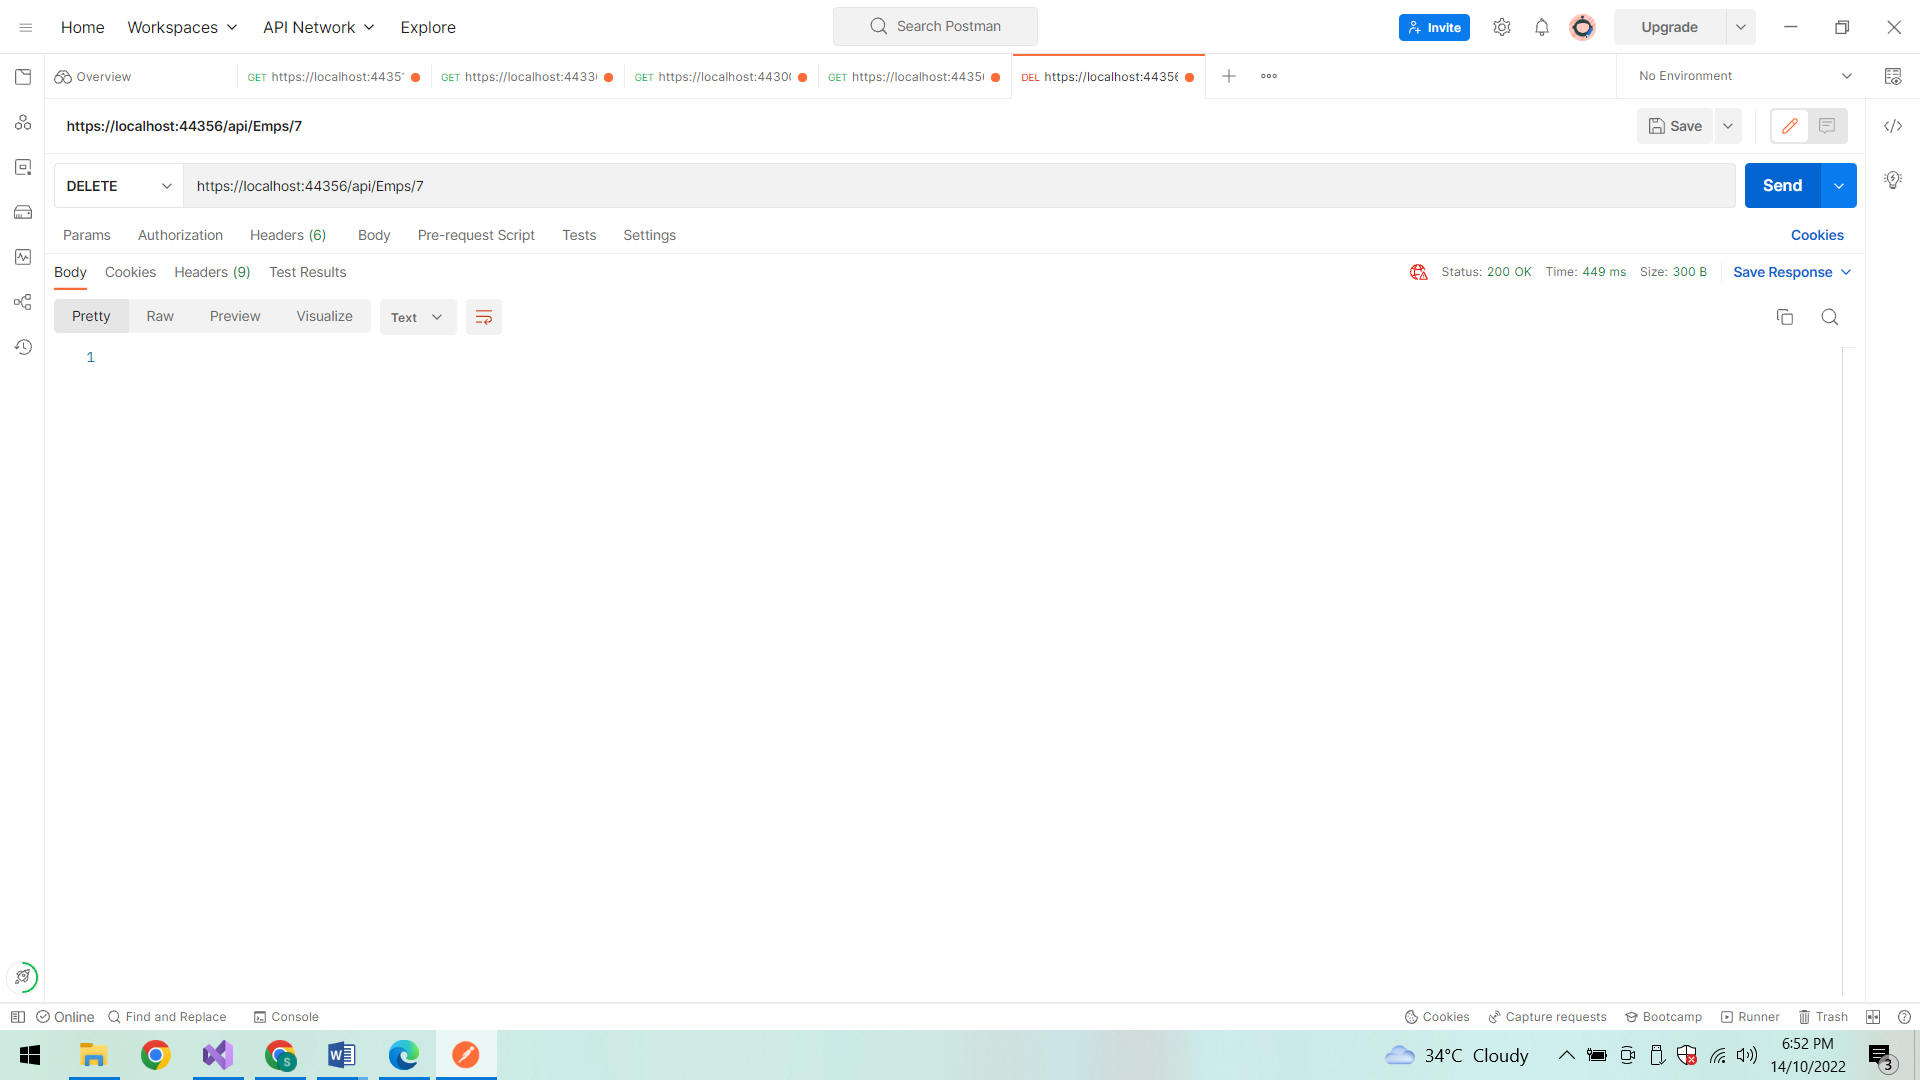 Home Workspaces API Network Explore Search Postman Invite Upgrade
Overview GET https://localhost:4435 GET https://localhost:4433 GET https://localhost:4430 GET https://localhost:4435 DEL https://localhost:44356 No Environment
https://localhost:44356/api/Emps/7 Save
DELETE https://localhost:44356/api/Emps/7 Send
Params Authorization Headers (6) Body Pre-request Script Tests Settings Cookies
Body Cookies Headers (9) Test Results Status: 200 OK Time: 449 ms Size: 300 B Save Response
Pretty Raw Preview Visualize Text
1
Online Find and Replace Console Cookies Capture requests Bootcamp Runner Trash
34°C Cloudy 6:52 PM
14/10/2022 3